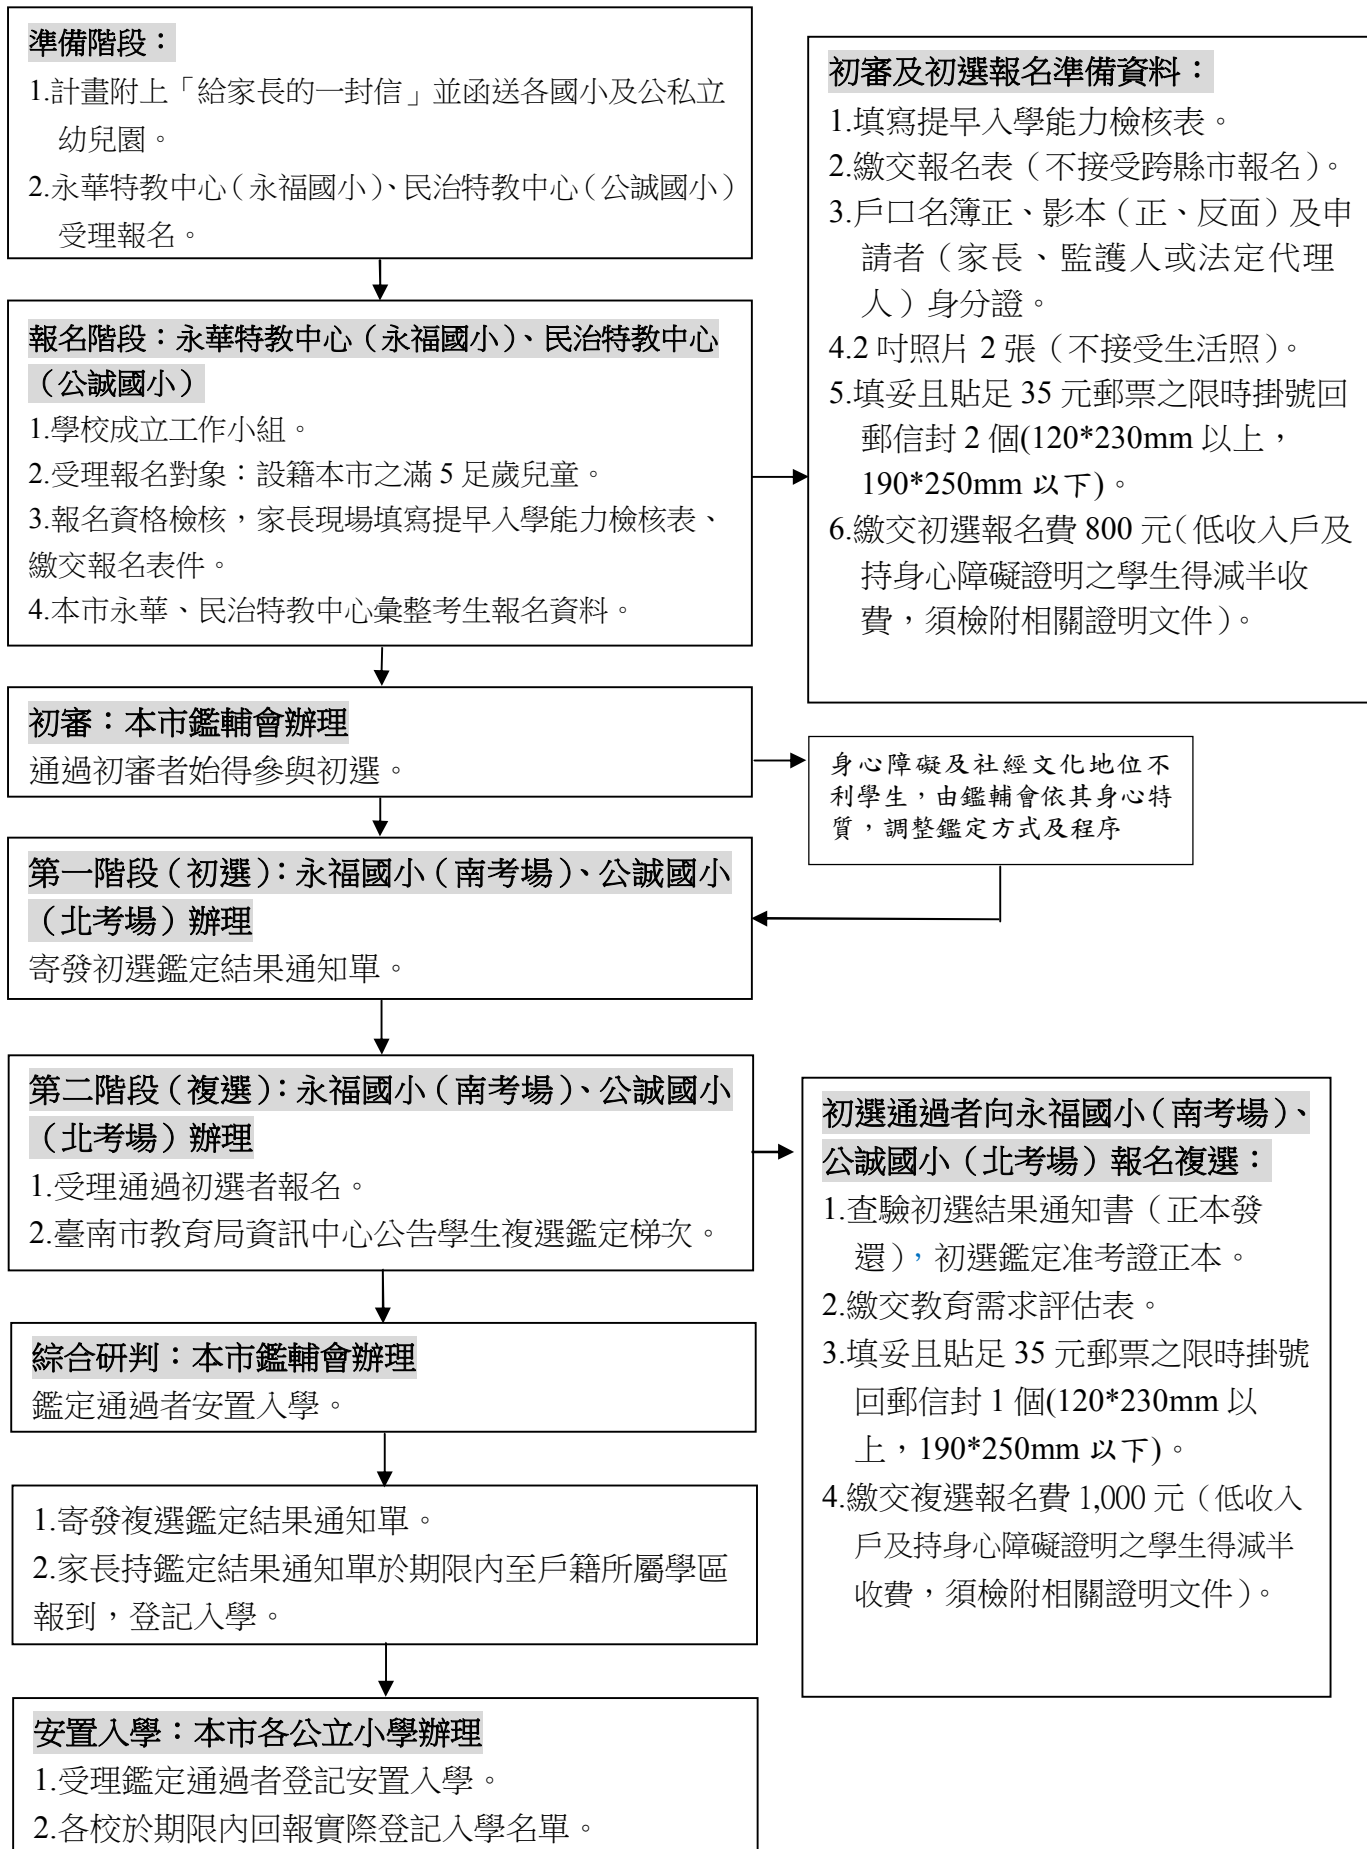 準備階段：
1.計畫附上「給家長的一封信」並函送各國小及公私立
幼兒園。
2.永華特教中心（永福國小）、民治特教中心（公誠國小）
受理報名。
初審及初選報名準備資料：
1.填寫提早入學能力檢核表。
2.繳交報名表（不接受跨縣市報名）。
3.戶口名簿正、影本（正、反面）及申
請者（家長、監護人或法定代理
人）身分證。
4.2 吋照片 2 張（不接受生活照）。
5.填妥且貼足 35 元郵票之限時掛號回
郵信封 2 個(120*230mm 以上，
190*250mm 以下)。
6.繳交初選報名費 800 元（低收入戶及
持身心障礙證明之學生得減半收
費，須檢附相關證明文件）。
報名階段：永華特教中心（永福國小）、民治特教中心
（公誠國小）
1.學校成立工作小組。
2.受理報名對象：設籍本市之滿 5 足歲兒童。
3.報名資格檢核，家長現場填寫提早入學能力檢核表、
繳交報名表件。
4.本市永華、民治特教中心彙整考生報名資料。
初審：本市鑑輔會辦理
通過初審者始得參與初選。
身心障礙及社經文化地位不
利學生，由鑑輔會依其身心特
質，調整鑑定方式及程序
第一階段（初選）：永福國小（南考場）、公誠國小
（北考場）辦理
寄發初選鑑定結果通知單。
第二階段（複選）：永福國小（南考場）、公誠國小
（北考場）辦理
1.受理通過初選者報名。
2.臺南市教育局資訊中心公告學生複選鑑定梯次。
初選通過者向永福國小（南考場）、
公誠國小（北考場）報名複選：
1.查驗初選結果通知書（正本發
還），初選鑑定准考證正本。
2.繳交教育需求評估表。
3.填妥且貼足 35 元郵票之限時掛號
回郵信封 1 個(120*230mm 以
上，190*250mm 以下)。
4.繳交複選報名費 1,000 元（低收入
戶及持身心障礙證明之學生得減半
收費，須檢附相關證明文件）。
綜合研判：本市鑑輔會辦理
鑑定通過者安置入學。
1.寄發複選鑑定結果通知單。
2.家長持鑑定結果通知單於期限內至戶籍所屬學區
報到，登記入學。
安置入學：本市各公立小學辦理
1.受理鑑定通過者登記安置入學。
2.各校於期限內回報實際登記入學名單。